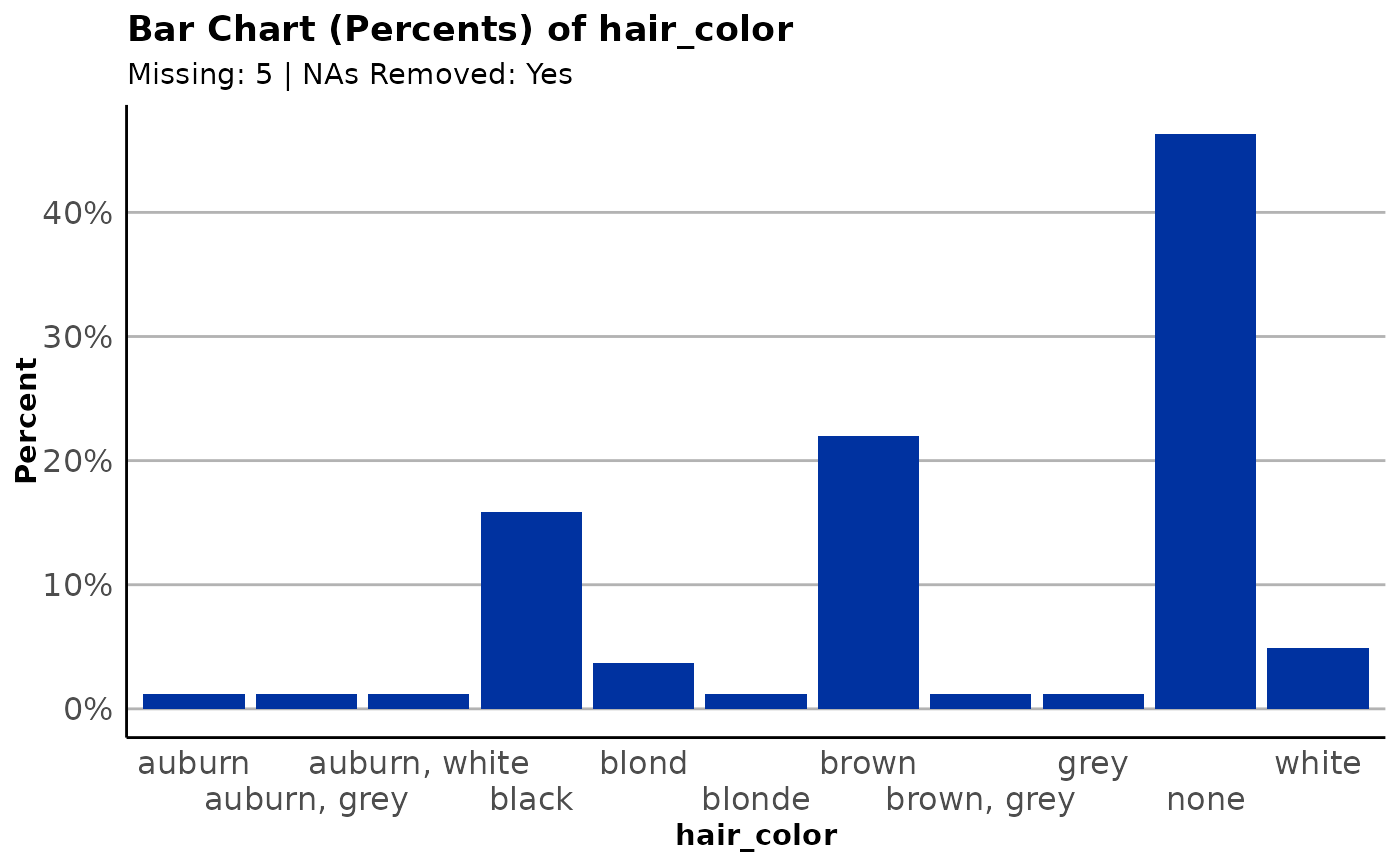 Bar Chart (Percents) of hair_color
Missing: 5 | NAs Removed: Yes
Percent
40%
30%
20%
10%
0%
auburn auburn, white blond brown grey white
auburn, grey black blonde brown, grey none
hair_color